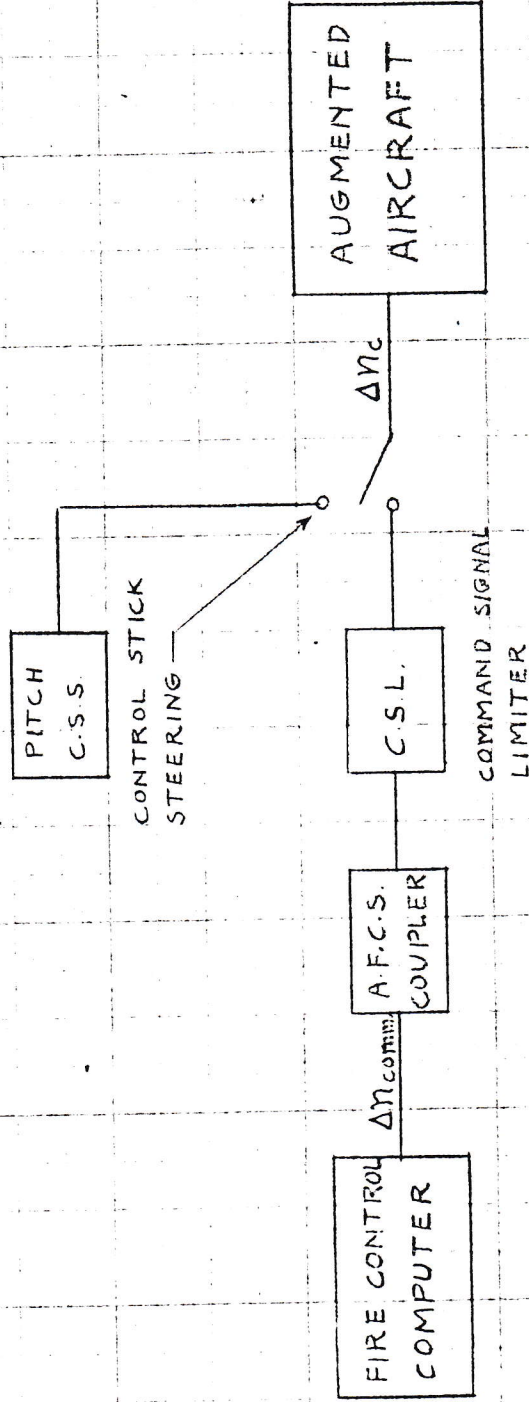 PITCH
C.S.S.
CONTROL STICK
STEERING
FIRE CONTROL
COMPUTER
Δncomm.
A.F.C.S.
COUPLER
C.S.L.
COMMAND SIGNAL
LIMITER
Δnc
AUGMENTED
AIRCRAFT